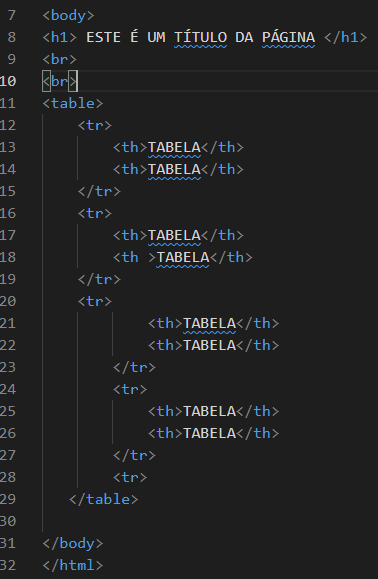 7 <body>
8 <h1> ESTE É UM TÍTULO DA PÁGINA </h1>
9 <br>
10 <br>
11 <table>
12 <tr>
13 <th>TABELA</th>
14 <th>TABELA</th>
15 </tr>
16 <tr>
17 <th>TABELA</th>
18 <th >TABELA</th>
19 </tr>
20 <tr>
21 <th>TABELA</th>
22 <th>TABELA</th>
23 </tr>
24 <tr>
25 <th>TABELA</th>
26 <th>TABELA</th>
27 </tr>
28 <tr>
29 </table>
30
31 </body>
32 </html>